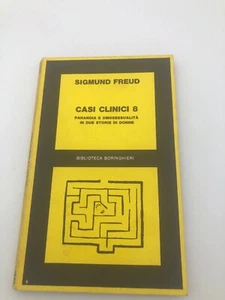 SIGMUND FREUD
CASI CLINICI 8
PARANOIA E OMOSESSUALITÀ
IN DUE STORIE DI DONNE
BIBLIOTECA BORINGHIERI